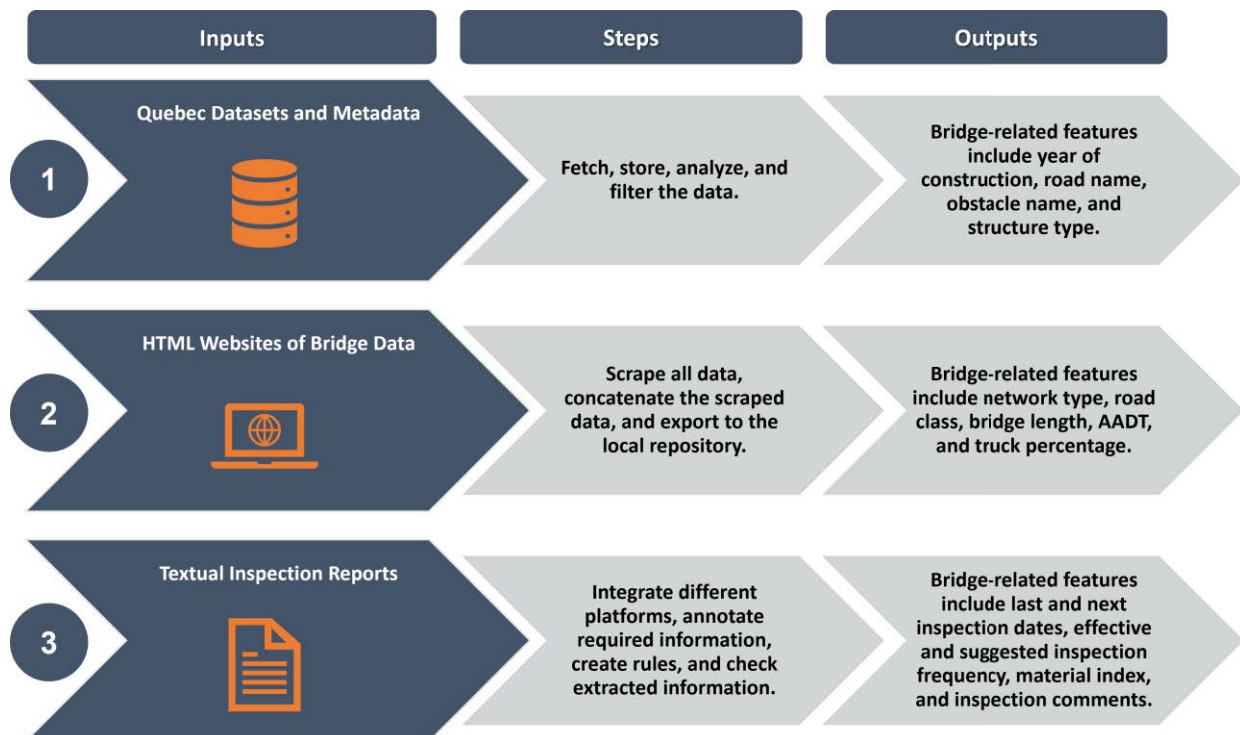 Inputs
Steps
Outputs
1
Quebec Datasets and Metadata
Fetch, store, analyze, and
filter the data.
Bridge-related features
include year of
construction, road name,
obstacle name, and
structure type.
2
HTML Websites of Bridge Data
Scrape all data,
concatenate the scraped
data, and export to the
local repository.
Bridge-related features
include network type, road
class, bridge length, AADT,
and truck percentage.
3
Textual Inspection Reports
Integrate different
platforms, annotate
required information,
create rules, and check
extracted information.
Bridge-related features
include last and next
inspection dates, effective
and suggested inspection
frequency, material index,
and inspection comments.